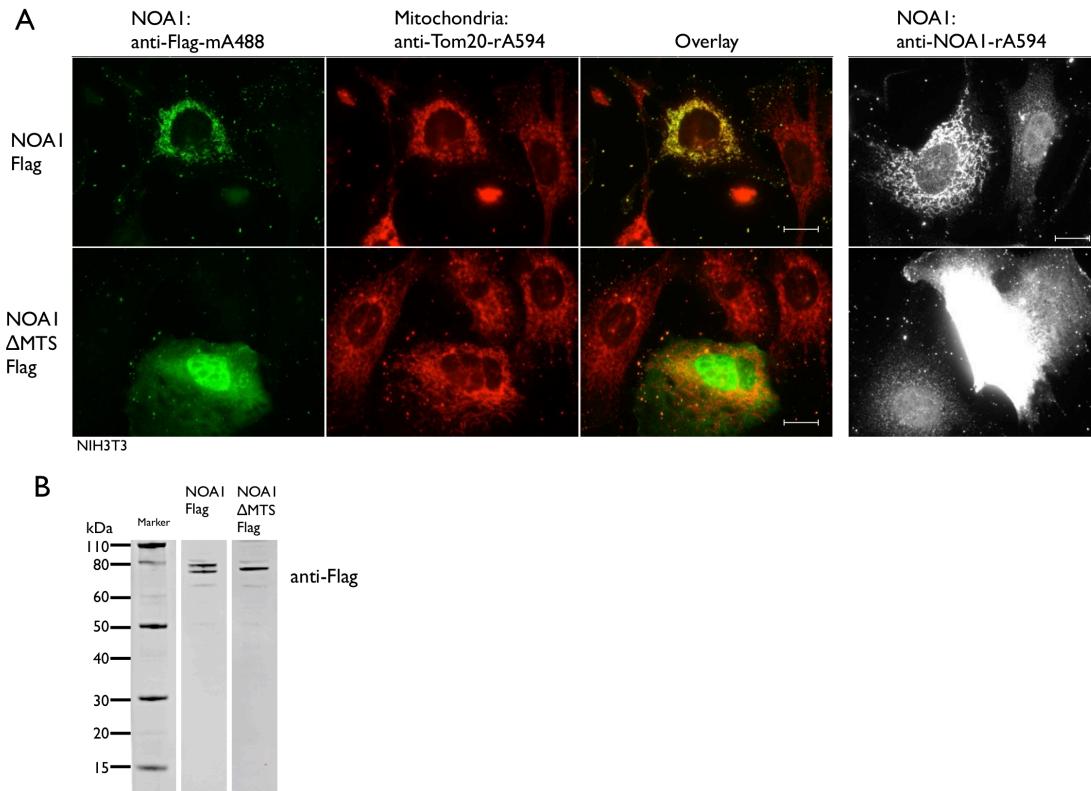 A
NOA1:
anti-Flag-mA488
Mitochondria:
anti-Tom20-rA594
Overlay
NOA1:
anti-NOA1-rA594
NOA1
Flag
NOA1
ΔMTS
Flag
NIH3T3
B
kDa
Marker
NOA1
Flag
NOA1
ΔMTS
Flag
110
80
60
50
40
30
20
15
anti-Flag